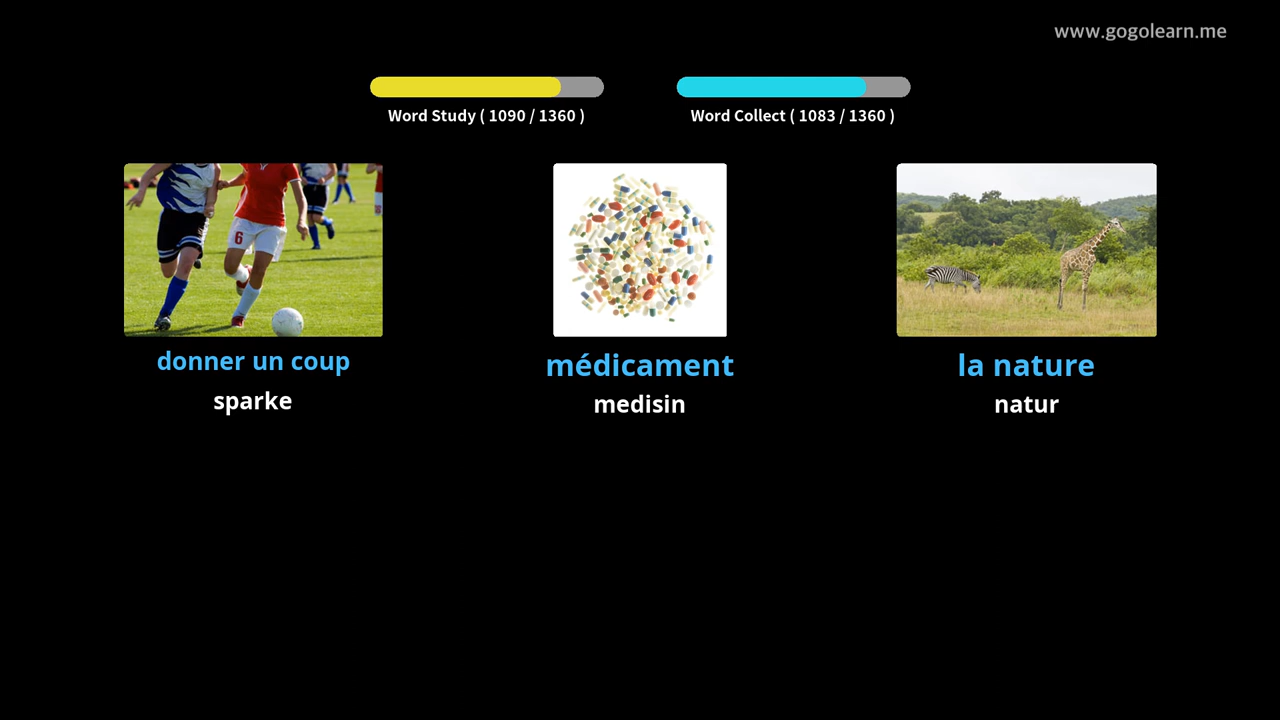 www.gogolearn.me
Word Study ( 1090 / 1360 )
Word Collect ( 1083 / 1360 )
6
donner un coup
sparke
médicament
medisin
la nature
natur